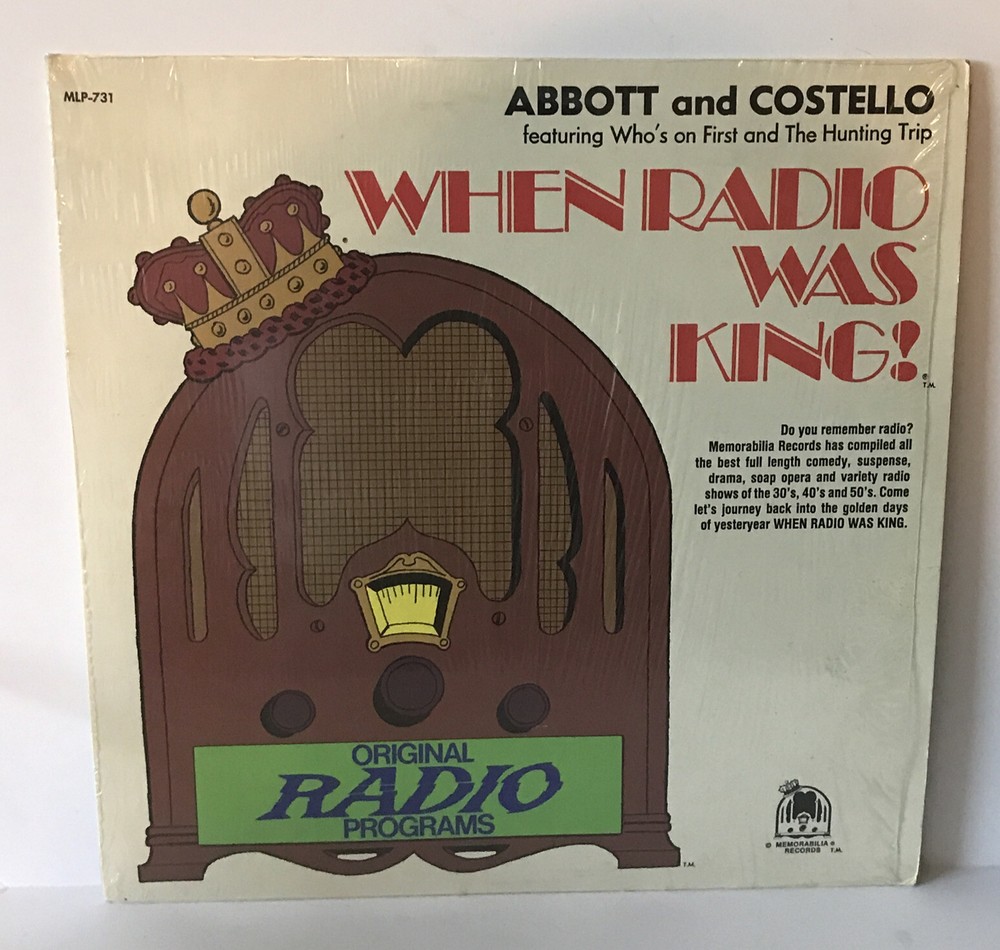 MLP-731
ABBOTT and COSTELLO
featuring Who's on First and The Hunting Trip
WHEN RADIO
WAS
KING!
® T.M.
Do you remember radio?
Memorabilia Records has compiled all
the best full length comedy, suspense,
drama, soap opera and variety radio
shows of the 30's, 40's and 50's. Come
let's journey back into the golden days
of yesteryear WHEN RADIO WAS KING.
ORIGINAL
RADIO
PROGRAMS
T.M.
© MEMORABILIA ®
RECORDS T.M.